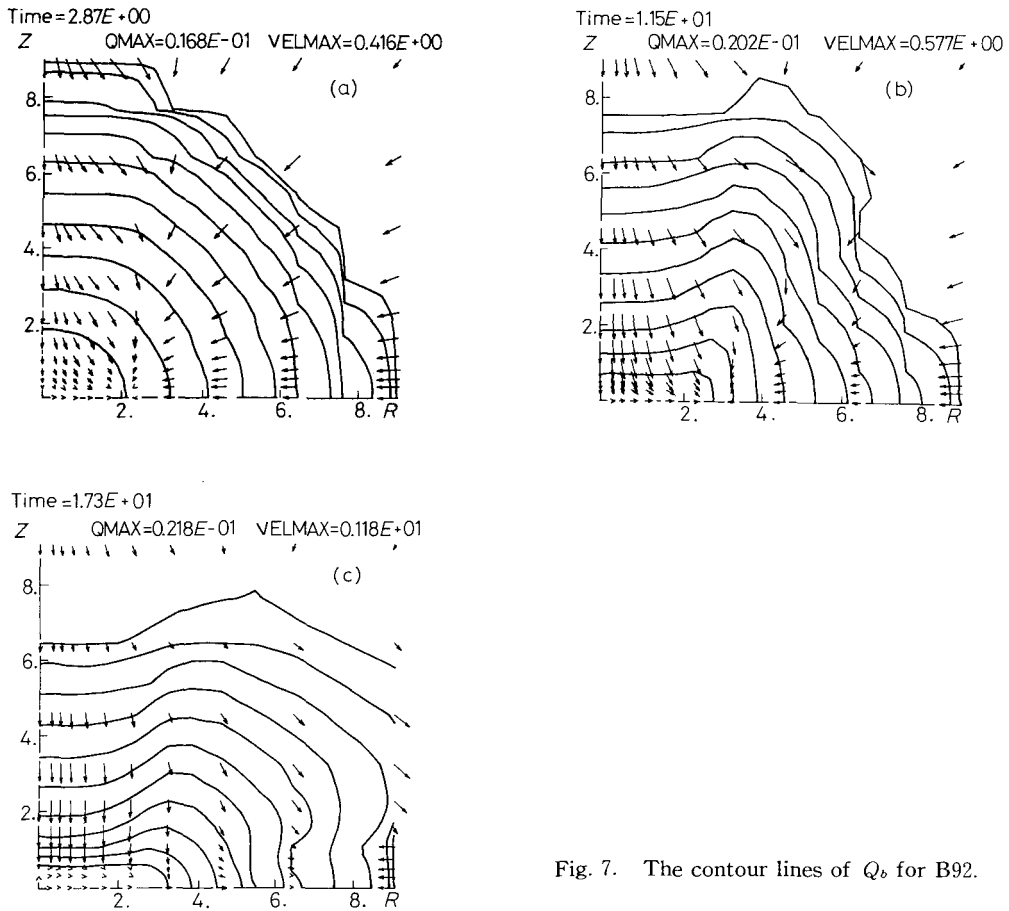 Time=2.87E+00
Z QMAX=0.168E-01 VELMAX=0.416E+00
(a)
8.
6.
4.
2.
2. 4. 6. 8. R
Time=1.15E+01
Z QMAX=0.202E-01 VELMAX=0.577E+00
(b)
8.
6.
4.
2.
2. 4. 6. 8. R
Time=1.73E+01
Z QMAX=0.218E-01 VELMAX=0.118E+01
(c)
8.
6.
4.
2.
2. 4. 6. 8. R
Fig. 7. The contour lines of Q_b for B92.